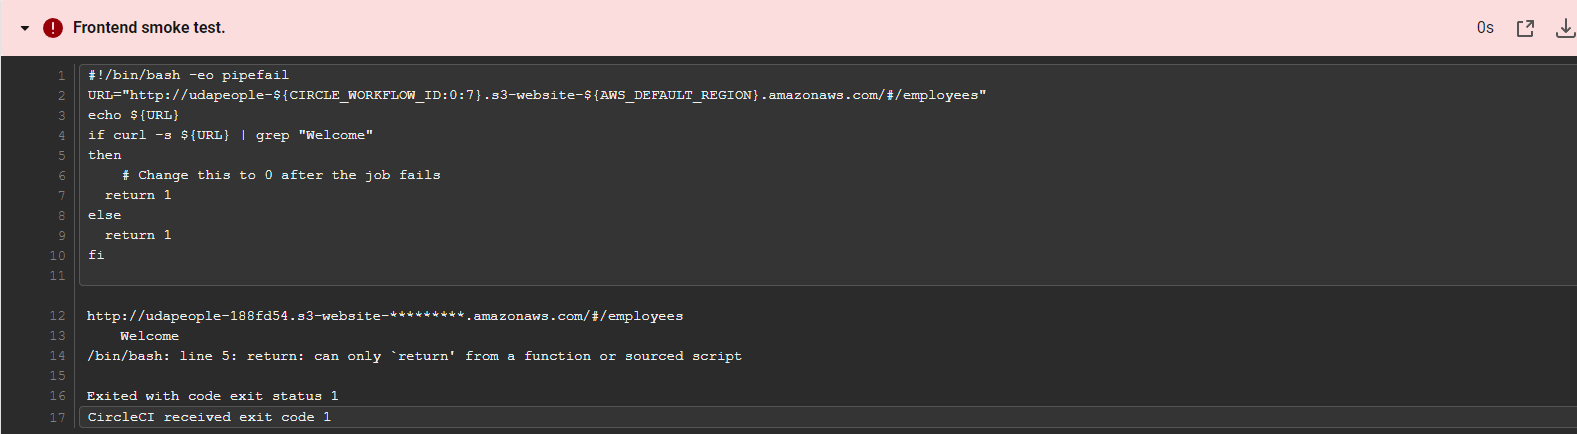 Frontend smoke test.
0s
1 #!/bin/bash -eo pipefail
2 URL="http://udapeople-${CIRCLE_WORKFLOW_ID:0:7}.s3-website-${AWS_DEFAULT_REGION}.amazonaws.com/#/employees"
3 echo ${URL}
4 if curl -s ${URL} | grep "Welcome"
5 then
6     # Change this to 0 after the job fails
7   return 1
8 else
9   return 1
10 fi
11
12 http://udapeople-188fd54.s3-website-*********.amazonaws.com/#/employees
13     Welcome
14 /bin/bash: line 5: return: can only `return' from a function or sourced script
15
16 Exited with code exit status 1
17 CircleCI received exit code 1